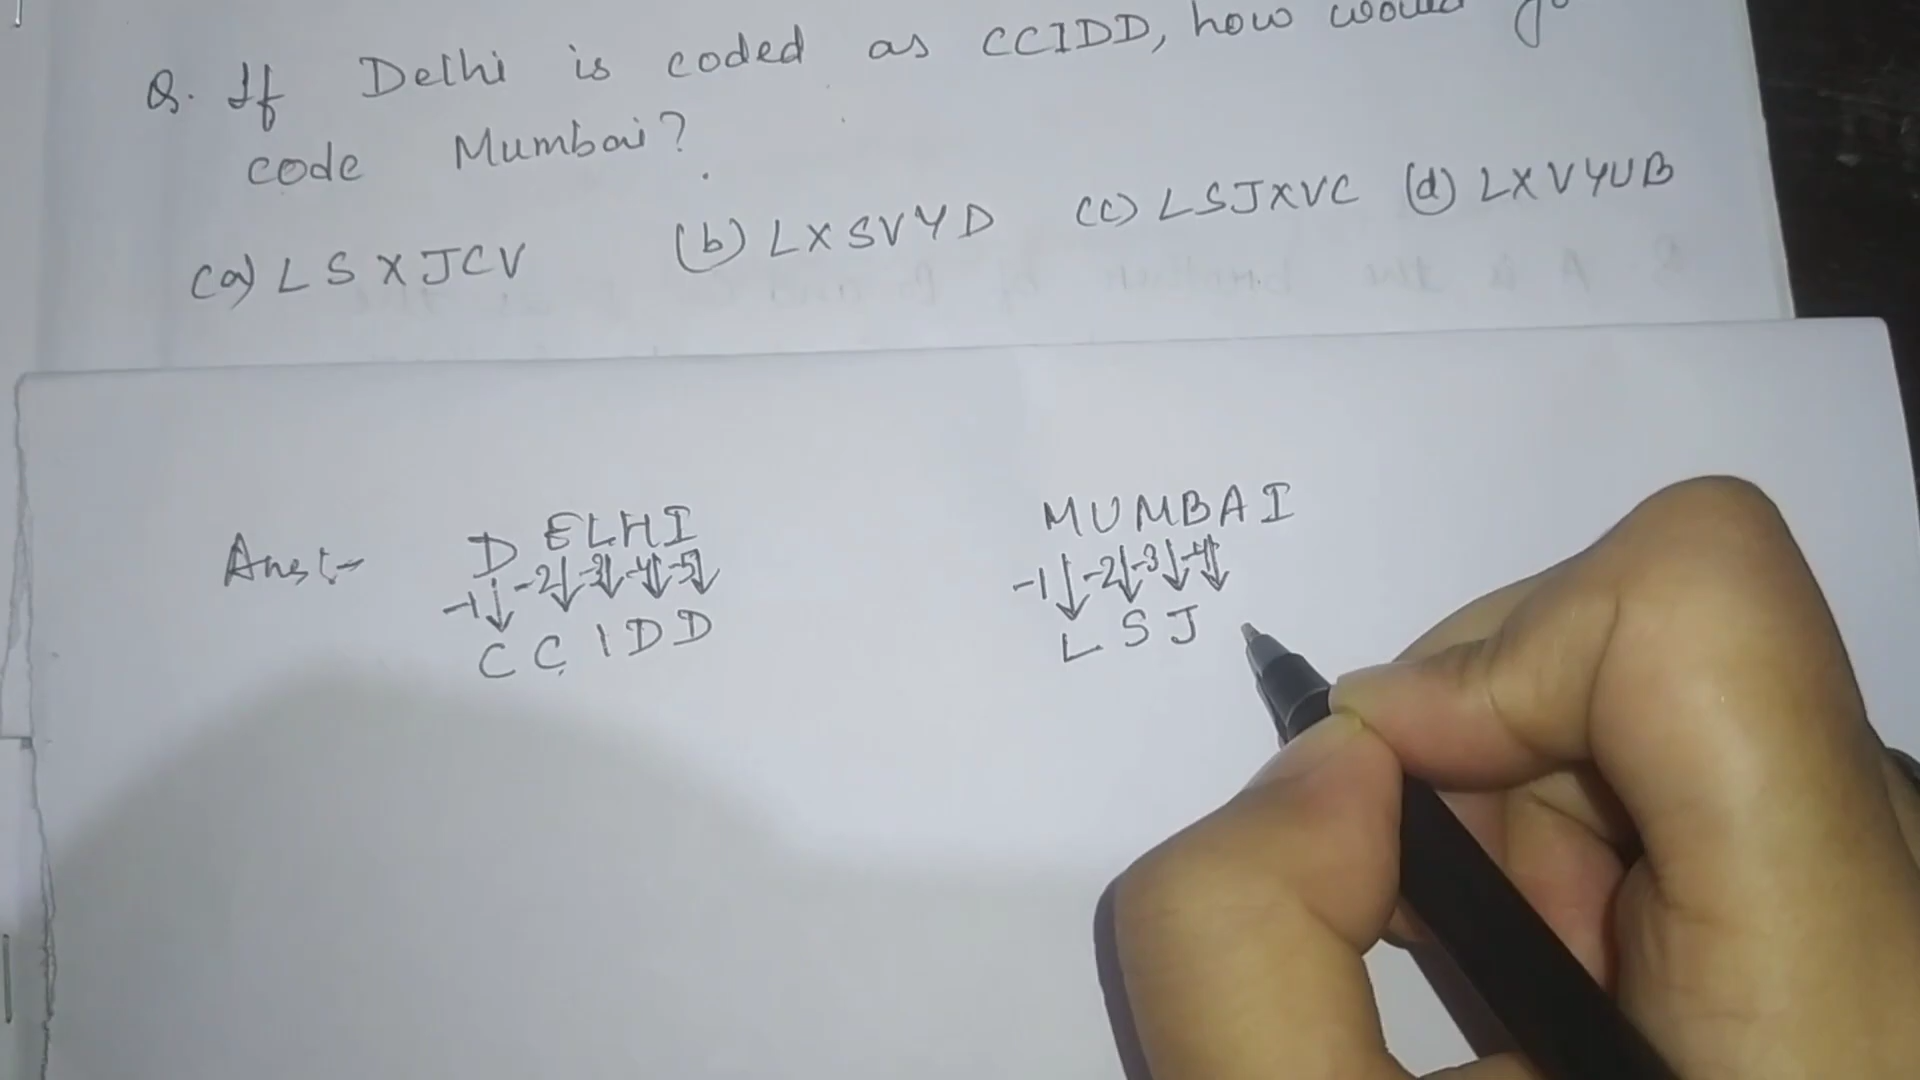 Q. If Delhi is coded as CCIDD, how would
code Mumbai?
(a) LSXJCV (b) LXSVYD (c) LSJXVC (d) LXVYUB
Ans:- DELHI MUMBAI
-1 -2 -3 -4 -5 -1 -2 -3 -4
CCIDD LSJ